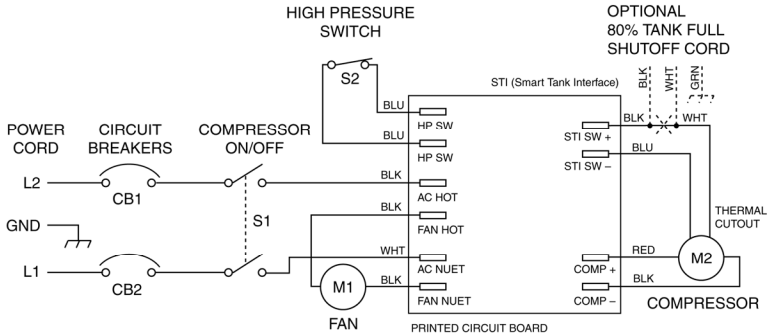 HIGH PRESSURE
SWITCH
OPTIONAL
80% TANK FULL
SHUTOFF CORD
S2
STI (Smart Tank Interface)
BLK
WHT
GRN
BLU
HP SW
BLK
WHT
STI SW +
POWER
CORD
CIRCUIT
BREAKERS
COMPRESSOR
ON/OFF
BLU
HP SW
BLU
STI SW –
L2
CB1
BLK
AC HOT
GND
S1
BLK
FAN HOT
THERMAL
CUTOUT
L1
CB2
WHT
AC NUET
RED
COMP +
M2
M1
BLK
FAN NUET
BLK
COMP –
COMPRESSOR
FAN
PRINTED CIRCUIT BOARD